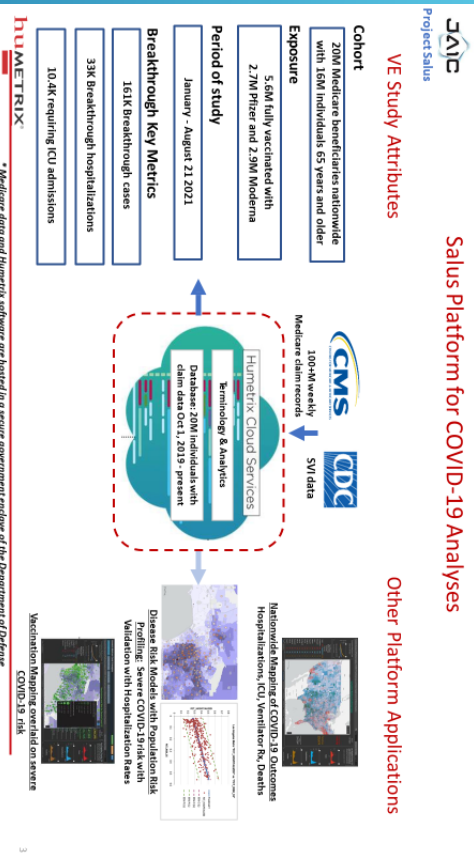 JAIC
Project Salus
Salus Platform for COVID-19 Analyses
VE Study Attributes
Cohort
20M Medicare beneficiaries nationwide
with 16M individuals 65 years and older
Exposure
5.6M fully vaccinated with
2.7M Pfizer and 2.9M Moderna
Period of study
January - August 21 2021
Breakthrough Key Metrics
161K Breakthrough cases
33K Breakthrough hospitalizations
10.4K requiring ICU admissions
CMS
100+M weekly
Medicare claim records
CDC
SVI data
Humetrix Cloud Services
Terminology & Analytics
Database: 20M individuals with
claim data Oct 1, 2019 - present
Other Platform Applications
Nationwide Mapping of COVID-19 Outcomes
Hospitalizations, ICU, Ventilator Rx, Deaths
Disease Risk Models with Population Risk
Profiling: Severe COVID-19 risk with
Validation with Hospitalization Rates
Vaccination Mapping overlaid on severe
COVID-19 risk
huMETRIX
* Medicare data and Humetrix software are hosted in a secure government enclave of the Department of Defense
3